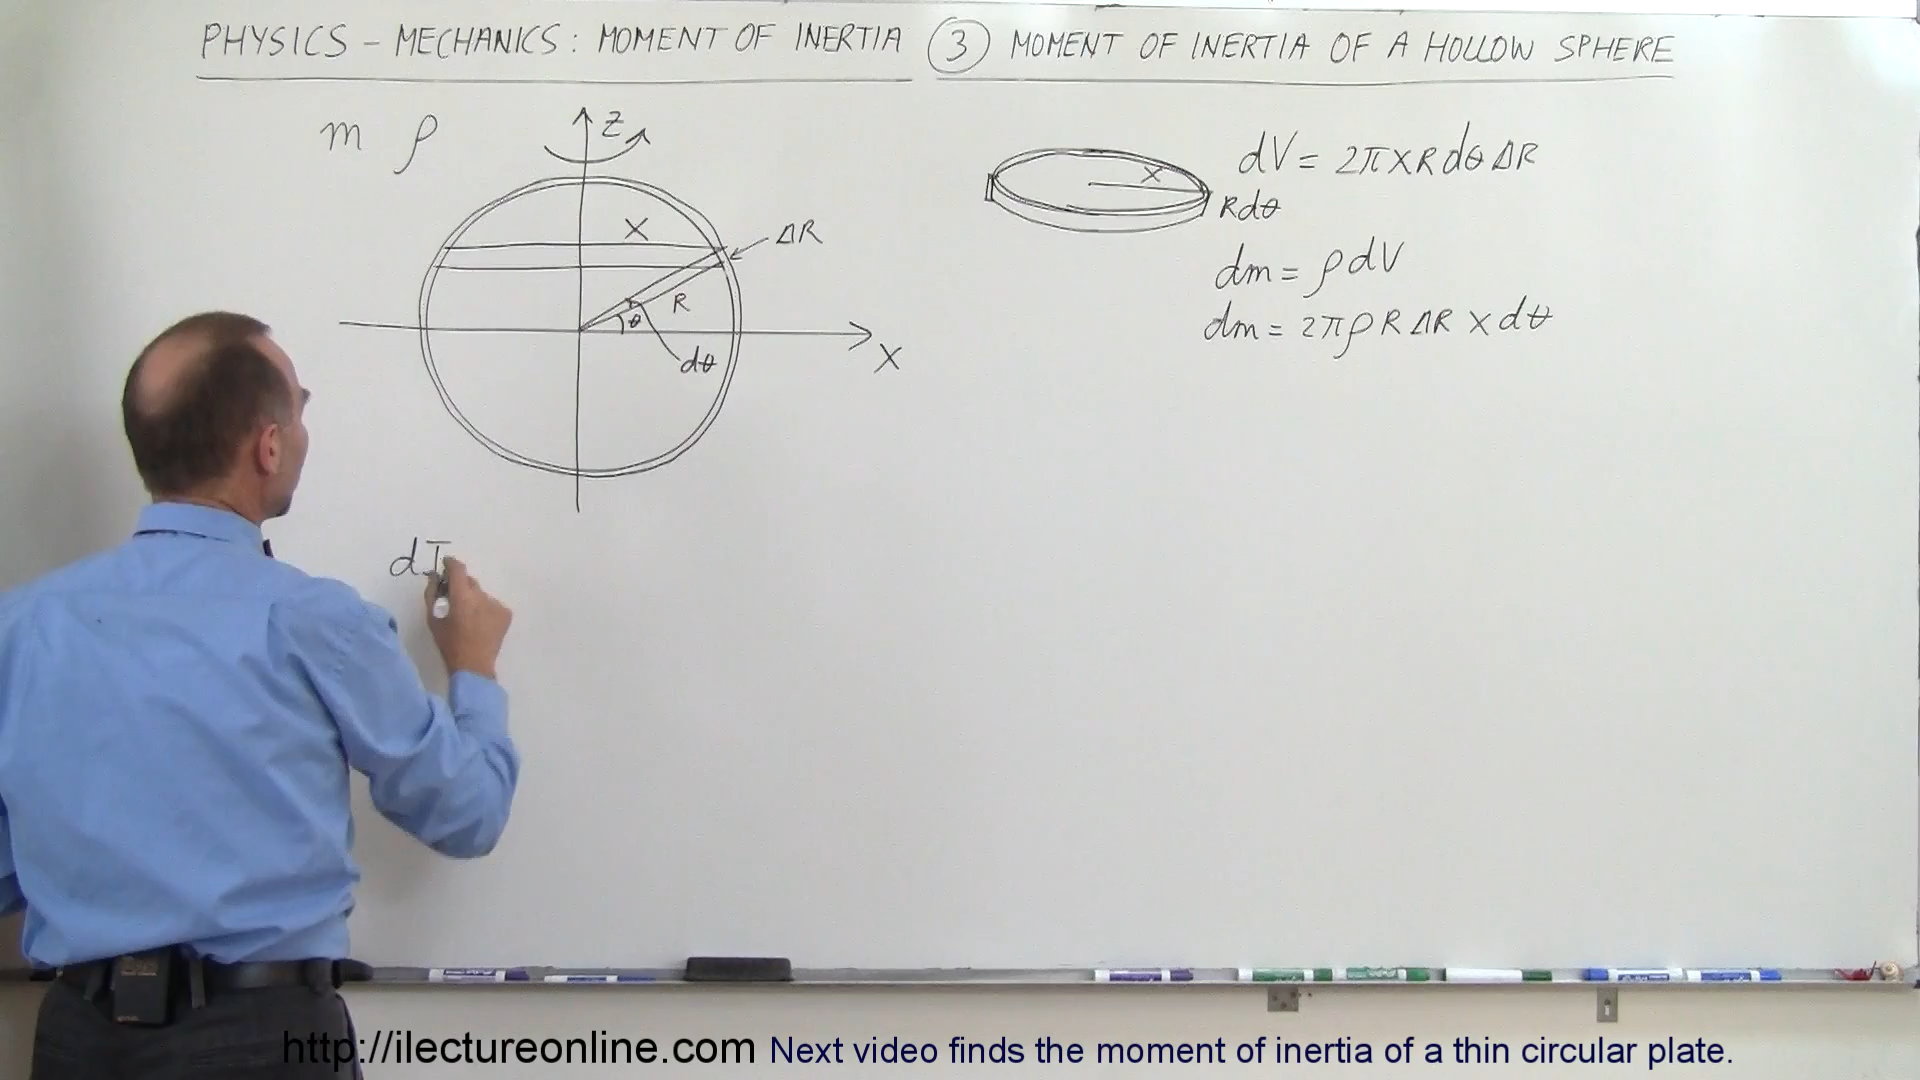 PHYSICS – MECHANICS: MOMENT OF INERTIA ③ MOMENT OF INERTIA OF A HOLLOW SPHERE
m ρ
Z
X
ΔR
R
θ
dθ
X
X
dV = 2πXRdθΔR
Rdθ
dm = ρdV
dm = 2πρRΔR X dθ
dI
http://ilectureonline.com Next video finds the moment of inertia of a thin circular plate.